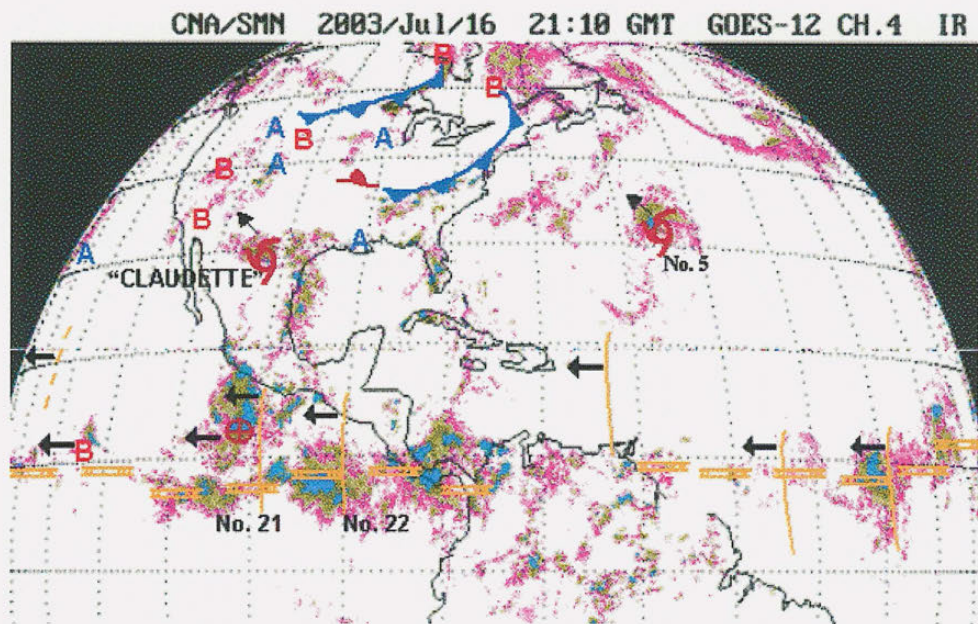 CNA/SMN 2003/Jul/16 21:10 GMT GOES-12 CH.4 IR
B
B
A
B
A
A
B
B
A
A
"CLAUDETTE"
No. 5
B
No. 21
No. 22